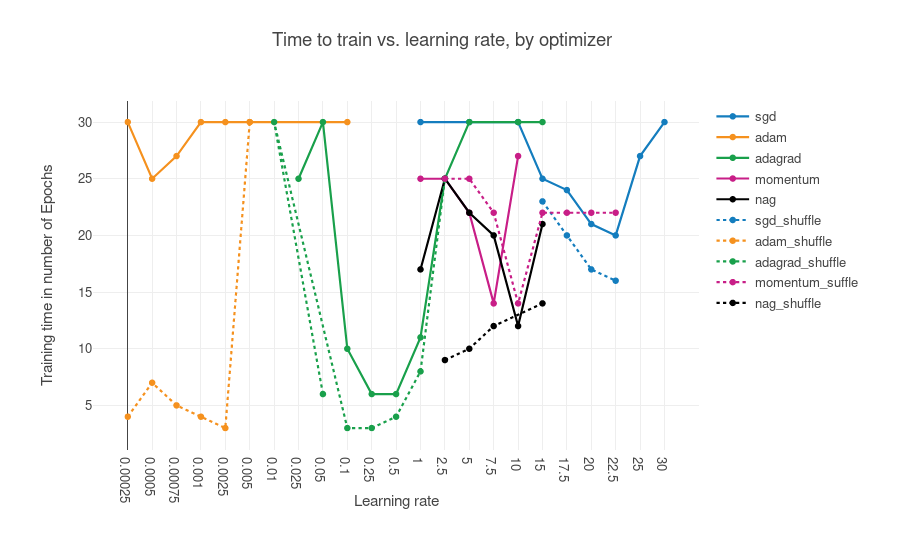 Time to train vs. learning rate, by optimizer
Training time in number of Epochs
30
25
20
15
10
5
0.00025
0.0005
0.00075
0.001
0.0025
0.005
0.01
0.025
0.05
0.1
0.25
0.5
1
2.5
5
7.5
10
15
17.5
20
22.5
25
30
Learning rate
sgd
adam
adagrad
momentum
nag
sgd_shuffle
adam_shuffle
adagrad_shuffle
momentum_suffle
nag_shuffle